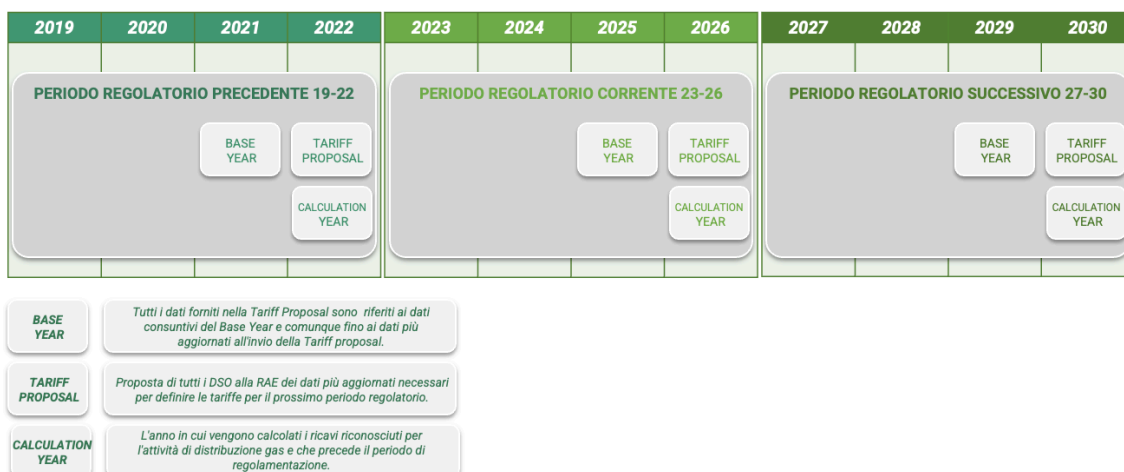 2019 2020 2021 2022 2023 2024 2025 2026 2027 2028 2029 2030
PERIODO REGOLATORIO PRECEDENTE 19-22
BASE
YEAR
TARIFF
PROPOSAL
CALCULATION
YEAR
PERIODO REGOLATORIO CORRENTE 23-26
BASE
YEAR
TARIFF
PROPOSAL
CALCULATION
YEAR
PERIODO REGOLATORIO SUCCESSIVO 27-30
BASE
YEAR
TARIFF
PROPOSAL
CALCULATION
YEAR
BASE
YEAR
Tutti i dati forniti nella Tariff Proposal sono riferiti ai dati
consuntivi del Base Year e comunque fino ai dati più
aggiornati all'invio della Tariff proposal.
TARIFF
PROPOSAL
Proposta di tutti i DSO alla RAE dei dati più aggiornati necessari
per definire le tariffe per il prossimo periodo regolatorio.
CALCULATION
YEAR
L'anno in cui vengono calcolati i ricavi riconosciuti per
l'attività di distribuzione gas e che precede il periodo di
regolamentazione.